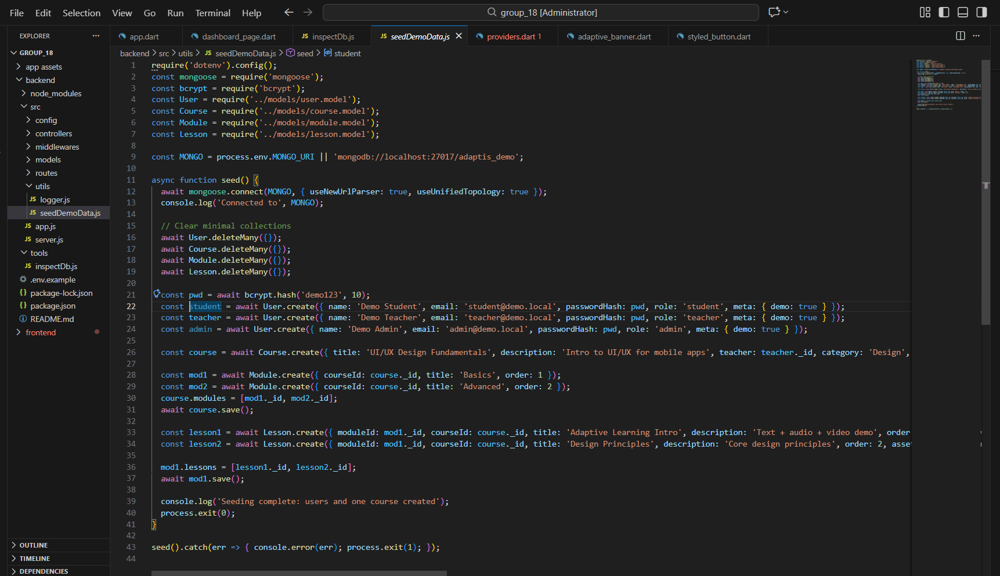 File Edit Selection View Go Run Terminal Help
group_18 [Administrator]
EXPLORER
app.dart
dashboard_page.dart
JS inspectDb.js
JS seedDemoData.js
providers.dart 1
adaptive_banner.dart
styled_button.dart
GROUP_18
app assets
backend
node_modules
src
config
controllers
middlewares
models
routes
utils
JS logger.js
JS seedDemoData.js
JS app.js
JS server.js
tools
JS inspectDb.js
.env.example
{} package-lock.json
{} package.json
README.md
frontend
OUTLINE
TIMELINE
DEPENDENCIES
backend > src > utils > JS seedDemoData.js > seed > student
1 require('dotenv').config();
2 const mongoose = require('mongoose');
3 const bcrypt = require('bcrypt');
4 const User = require('../models/user.model');
5 const Course = require('../models/course.model');
6 const Module = require('../models/module.model');
7 const Lesson = require('../models/lesson.model');
8
9 const MONGO = process.env.MONGO_URI || 'mongodb://localhost:27017/adaptis_demo';
10
11 async function seed() {
12 await mongoose.connect(MONGO, { useNewUrlParser: true, useUnifiedTopology: true });
13 console.log('Connected to', MONGO);
14
15 // Clear minimal collections
16 await User.deleteMany({});
17 await Course.deleteMany({});
18 await Module.deleteMany({});
19 await Lesson.deleteMany({});
20
21 const pwd = await bcrypt.hash('demo123', 10);
22 const student = await User.create({ name: 'Demo Student', email: 'student@demo.local', passwordHash: pwd, role: 'student', meta: { demo: true } });
23 const teacher = await User.create({ name: 'Demo Teacher', email: 'teacher@demo.local', passwordHash: pwd, role: 'teacher', meta: { demo: true } });
24 const admin = await User.create({ name: 'Demo Admin', email: 'admin@demo.local', passwordHash: pwd, role: 'admin', meta: { demo: true } });
25
26 const course = await Course.create({ title: 'UI/UX Design Fundamentals', description: 'Intro to UI/UX for mobile apps', teacher: teacher._id, category: 'Design',
27
28 const mod1 = await Module.create({ courseId: course._id, title: 'Basics', order: 1 });
29 const mod2 = await Module.create({ courseId: course._id, title: 'Advanced', order: 2 });
30 course.modules = [mod1._id, mod2._id];
31 await course.save();
32
33 const lesson1 = await Lesson.create({ moduleId: mod1._id, courseId: course._id, title: 'Adaptive Learning Intro', description: 'Text + audio + video demo', order
34 const lesson2 = await Lesson.create({ moduleId: mod1._id, courseId: course._id, title: 'Design Principles', description: 'Core design principles', order: 2, asse
35
36 mod1.lessons = [lesson1._id, lesson2._id];
37 await mod1.save();
38
39 console.log('Seeding complete: users and one course created');
40 process.exit(0);
41 }
42
43 seed().catch(err => { console.error(err); process.exit(1); });
44